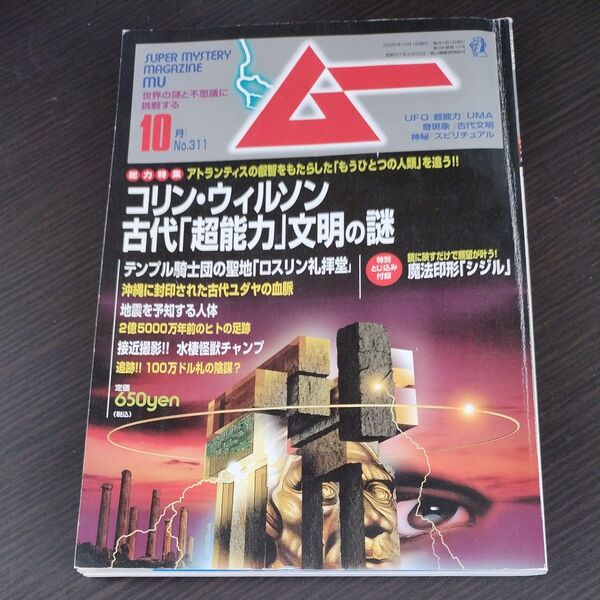 SUPER MYSTERY
MAGAZINE
MU
世界の謎と不思議に
挑戦する
10月
No.311
ムー
UFO 超能力 UMA
奇現象 古代文明
神秘 スピリチュアル
総力特集 アトランティスの叡智をもたらした「もうひとつの人類」を追う!!
コリン・ウィルソン
古代「超能力」文明の謎
テンプル騎士団の聖地「ロスリン礼拝堂」
沖縄に封印された古代ユダヤの血脈
地震を予知する人体
2億5000万年前のヒトの足跡
接近撮影!! 水棲怪獣チャンプ
追跡!! 100万ドル札の陰謀?
特別
とじ込み
付録
鏡に映すだけで願望が叶う!
魔法印形「シジル」
定価
650yen
(税込)